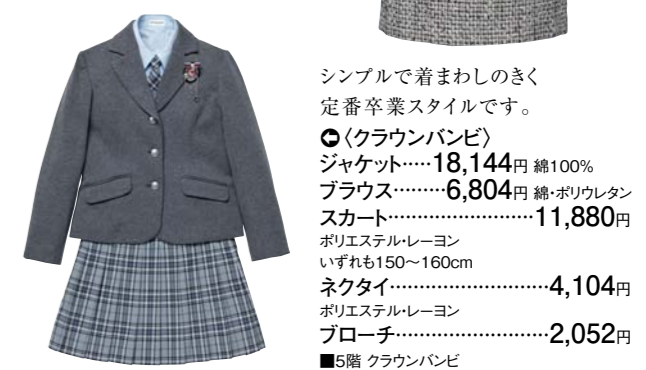 シンプルで着まわしのきく
定番卒業スタイルです。
〈クラウンバンビ〉
ジャケット……18,144円 綿100%
ブラウス………6,804円 綿・ポリウレタン
スカート……………………11,880円
ポリエステル・レーヨン
いずれも150〜160cm
ネクタイ………………………4,104円
ポリエステル・レーヨン
ブローチ………………………2,052円
■5階 クラウンバンビ